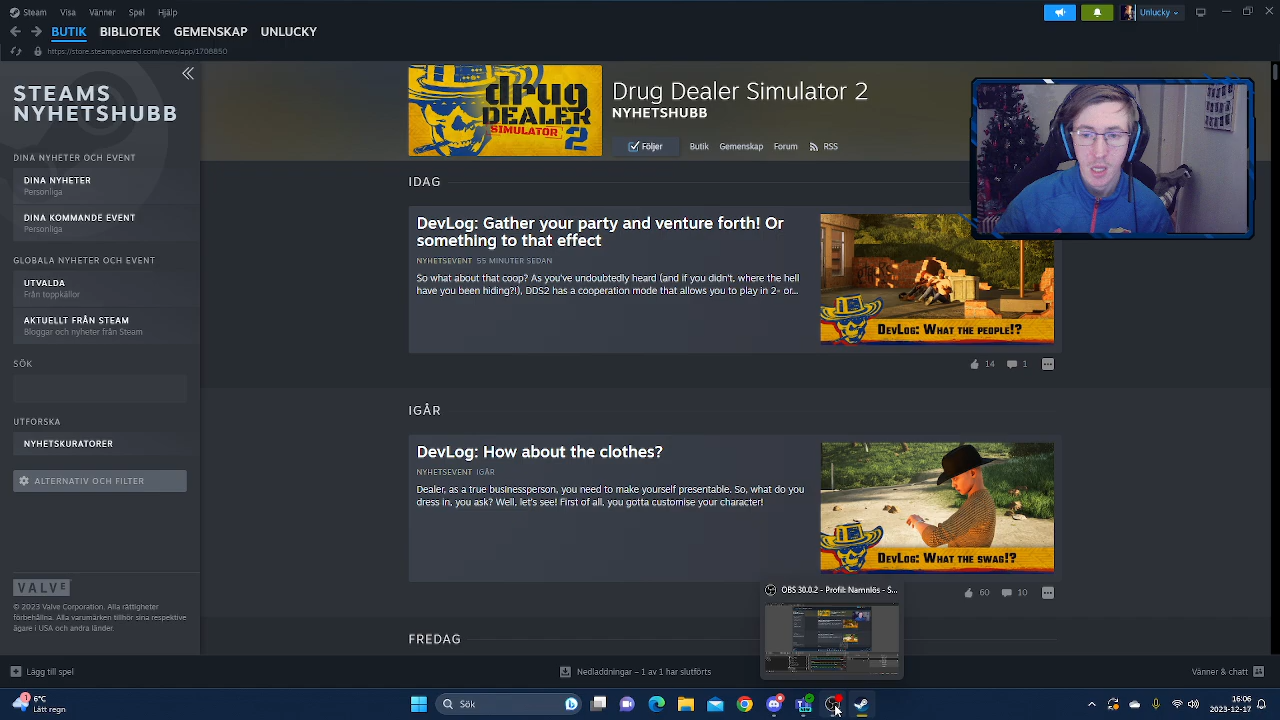 Steam Visa Vänner Spel Hjälp
Unlucky
BUTIK BIBLIOTEK GEMENSKAP UNLUCKY
https://store.steampowered.com/news/app/1708850
STEAMS
NYHETSHUBB
DINA NYHETER OCH EVENT
DINA NYHETER
Personliga
DINA KOMMANDE EVENT
Personliga
GLOBALA NYHETER OCH EVENT
UTVALDA
Från toppkällor
AKTUELLT FRÅN STEAM
Bloggar och nyheter från Steam
SÖK
UTFORSKA
NYHETSKURATORER
ALTERNATIV OCH FILTER
VALVE
© 2023 Valve Corporation. Alla rättigheter
förbehållna. Alla varumärken tillhör sina respektive
ägare i USA och andra länder.
drug
DEALER
SIMULATOR
2
Drug Dealer Simulator 2
NYHETSHUBB
Följer Butik Gemenskap Forum RSS
IDAG
DevLog: Gather your party and venture forth! Or
something to that effect
NYHETSEVENT 55 MINUTER SEDAN
So what about that coop? As you've undoubtedly heard (and if you didn't, where the hell
have you been hiding?!), DDS2 has a cooperation mode that allows you to play in 2- or...
DevLog: What the people!?
14 1
IGÅR
DevLog: How about the clothes?
NYHETSEVENT IGÅR
Dealer, as a true businessperson, you need to make yourself presentable. So, what do you
dress in, you ask? Well, let's see! First of all, you gotta customise your character!
DevLog: What the swag!?
60 10
OBS 30.0.2 - Profil: Namnlös - S...
FREDAG
Lägg till spel
Nedladdningar – 1 av 1 har slutförts
Vänner & chatt
5°C
Lätt regn
Sök
16:06